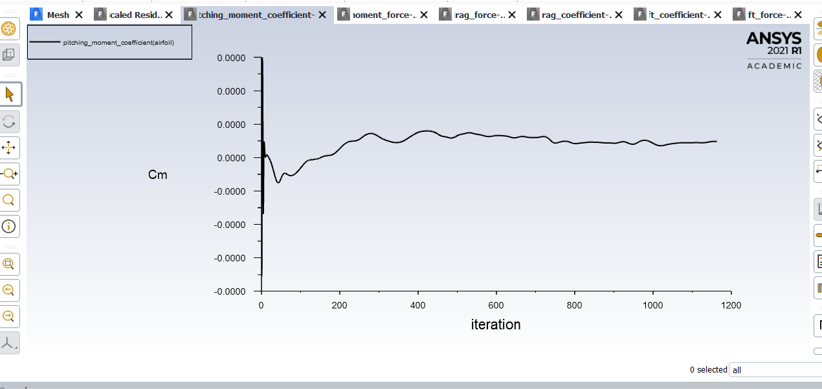 Mesh
:caled Resid..
:tching_moment_coefficient-
:oment_force-..
rag_force-..
rag_coefficient-.
t_coefficient-.
ft_force-..
pitching_moment_coefficient(airfoil)
ANSYS
2021 R1
ACADEMIC
0.0000
0.0000
0.0000
0.0000
-0.0000
-0.0000
-0.0000
-0.0000
Cm
0 200 400 600 800 1000 1200
iteration
0 selected all